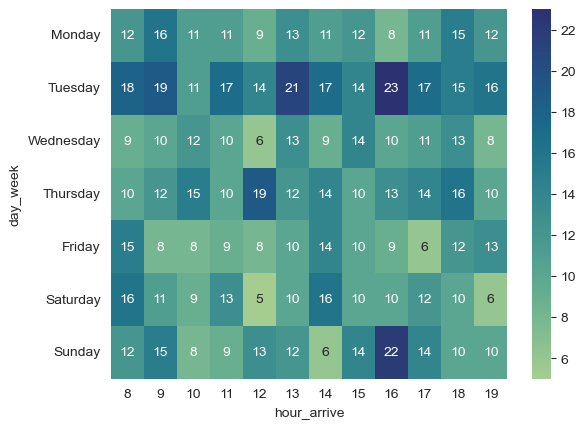 Monday 12 16 11 11 9 13 11 12 8 11 15 12
Tuesday 18 19 11 17 14 21 17 14 23 17 15 16
Wednesday 9 10 12 10 6 13 9 14 10 11 13 8
Thursday 10 12 15 10 19 12 14 10 13 14 16 10
Friday 15 8 8 9 8 10 14 10 9 6 12 13
Saturday 16 11 9 13 5 10 16 10 10 12 10 6
Sunday 12 15 8 9 13 12 6 14 22 14 10 10
8 9 10 11 12 13 14 15 16 17 18 19
hour_arrive
day_week
22
20
18
16
14
12
10
8
6